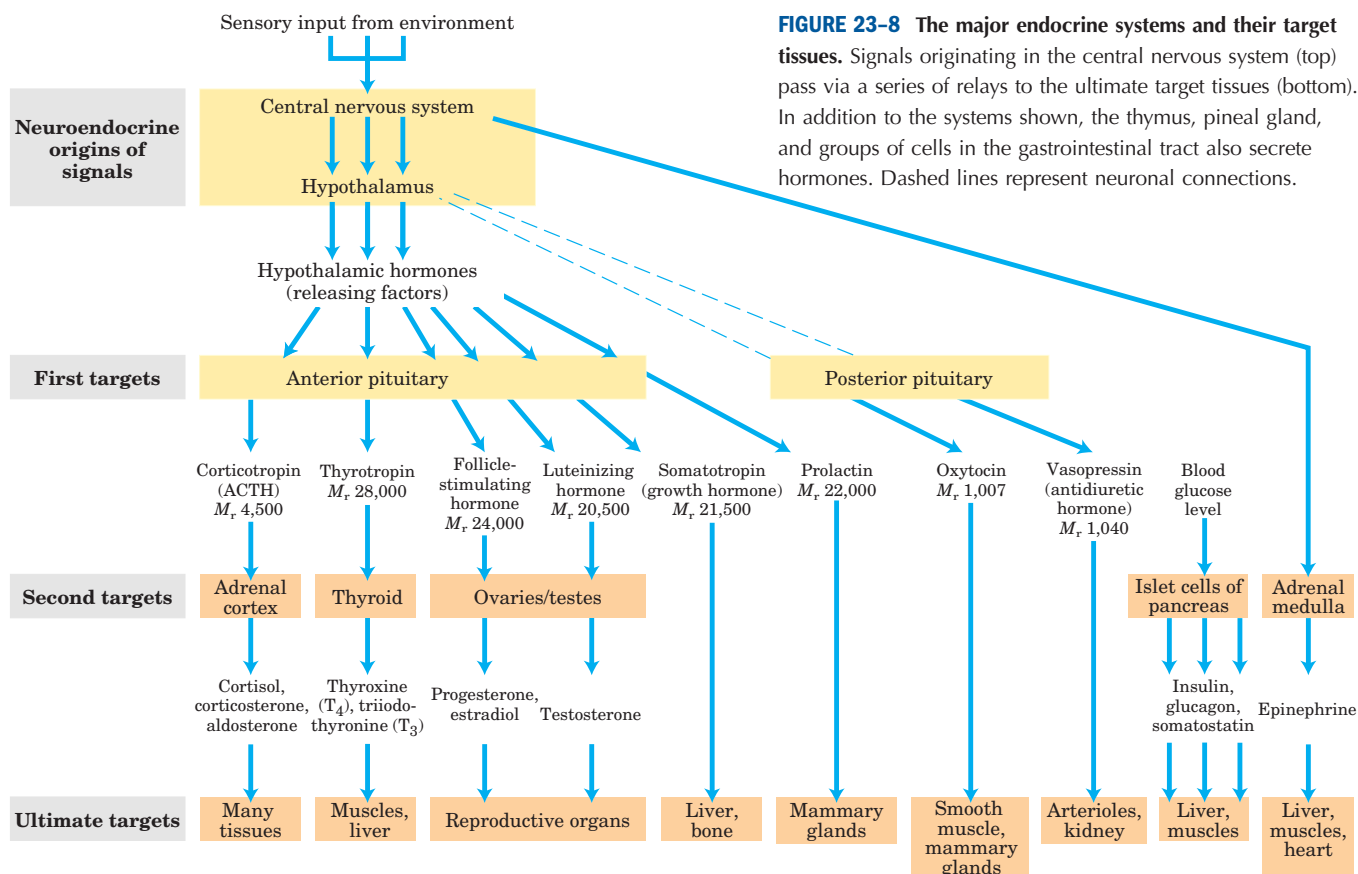 Sensory input from environment
FIGURE 23–8 The major endocrine systems and their target
tissues. Signals originating in the central nervous system (top)
pass via a series of relays to the ultimate target tissues (bottom).
In addition to the systems shown, the thymus, pineal gland,
and groups of cells in the gastrointestinal tract also secrete
hormones. Dashed lines represent neuronal connections.
Neuroendocrine
origins of
signals
Central nervous system
Hypothalamus
Hypothalamic hormones
(releasing factors)
First targets
Anterior pituitary
Posterior pituitary
Corticotropin
(ACTH)
Mr 4,500
Thyrotropin
Mr 28,000
Follicle-
stimulating
hormone
Mr 24,000
Luteinizing
hormone
Mr 20,500
Somatotropin
(growth hormone)
Mr 21,500
Prolactin
Mr 22,000
Oxytocin
Mr 1,007
Vasopressin
(antidiuretic
hormone)
Mr 1,040
Blood
glucose
level
Second targets
Adrenal
cortex
Thyroid
Ovaries/testes
Islet cells of
pancreas
Adrenal
medulla
Cortisol,
corticosterone,
aldosterone
Thyroxine
(T4), triiodo-
thyronine (T3)
Progesterone,
estradiol
Testosterone
Insulin,
glucagon,
somatostatin
Epinephrine
Ultimate targets
Many
tissues
Muscles,
liver
Reproductive organs
Liver,
bone
Mammary
glands
Smooth
muscle,
mammary
glands
Arterioles,
kidney
Liver,
muscles
Liver,
muscles,
heart